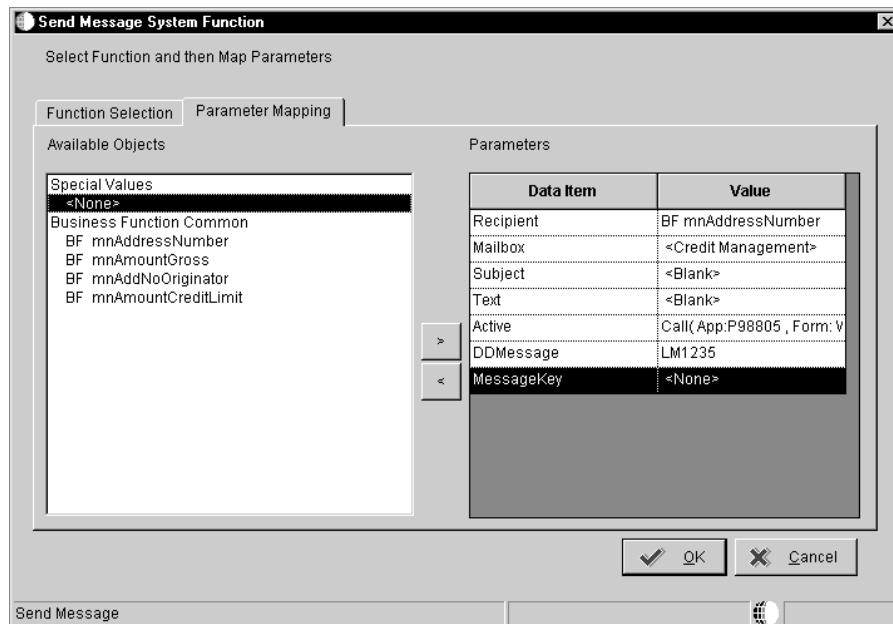 Send Message System Function
Select Function and then Map Parameters
Function Selection
Parameter Mapping
Available Objects
Special Values
<None>
Business Function Common
BF mnAddressNumber
BF mnAmountGross
BF mnAddNoOriginator
BF mnAmountCreditLimit
>
<
Parameters
Data Item Value
Recipient BF mnAddressNumber
Mailbox <Credit Management>
Subject <Blank>
Text <Blank>
Active Call( App:P98805 , Form: V
DDMessage LM1235
MessageKey <None>
OK
Cancel
Send Message